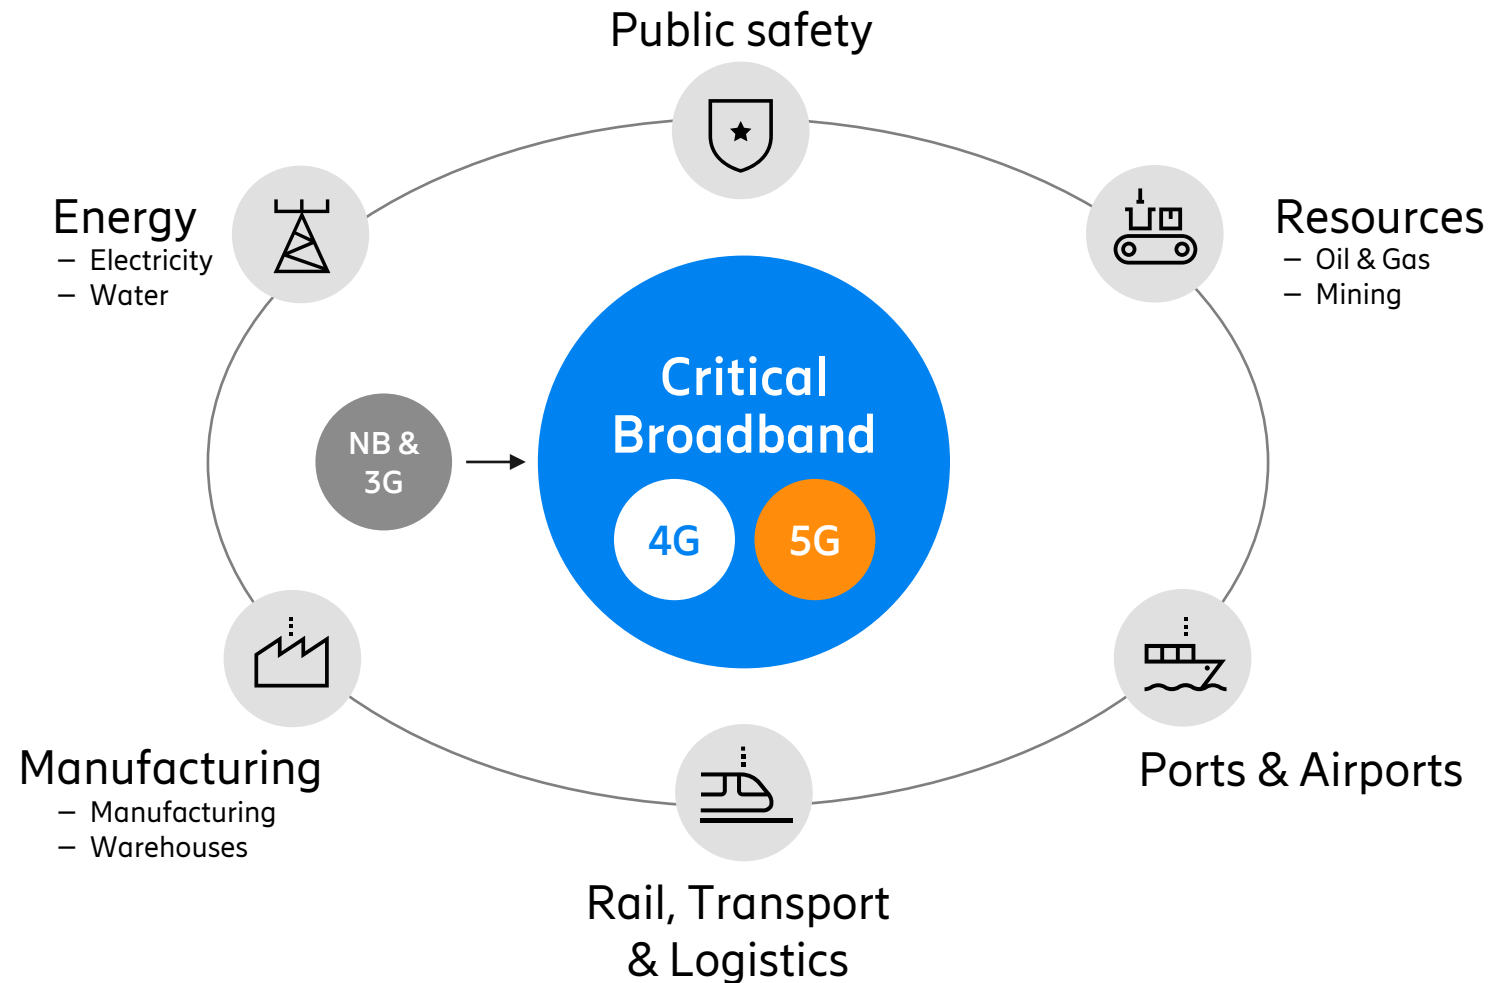 Public safety
Energy
– Electricity
– Water
Resources
– Oil & Gas
– Mining
Critical
Broadband
NB &
3G
4G
5G
Manufacturing
– Manufacturing
– Warehouses
Ports & Airports
Rail, Transport
& Logistics